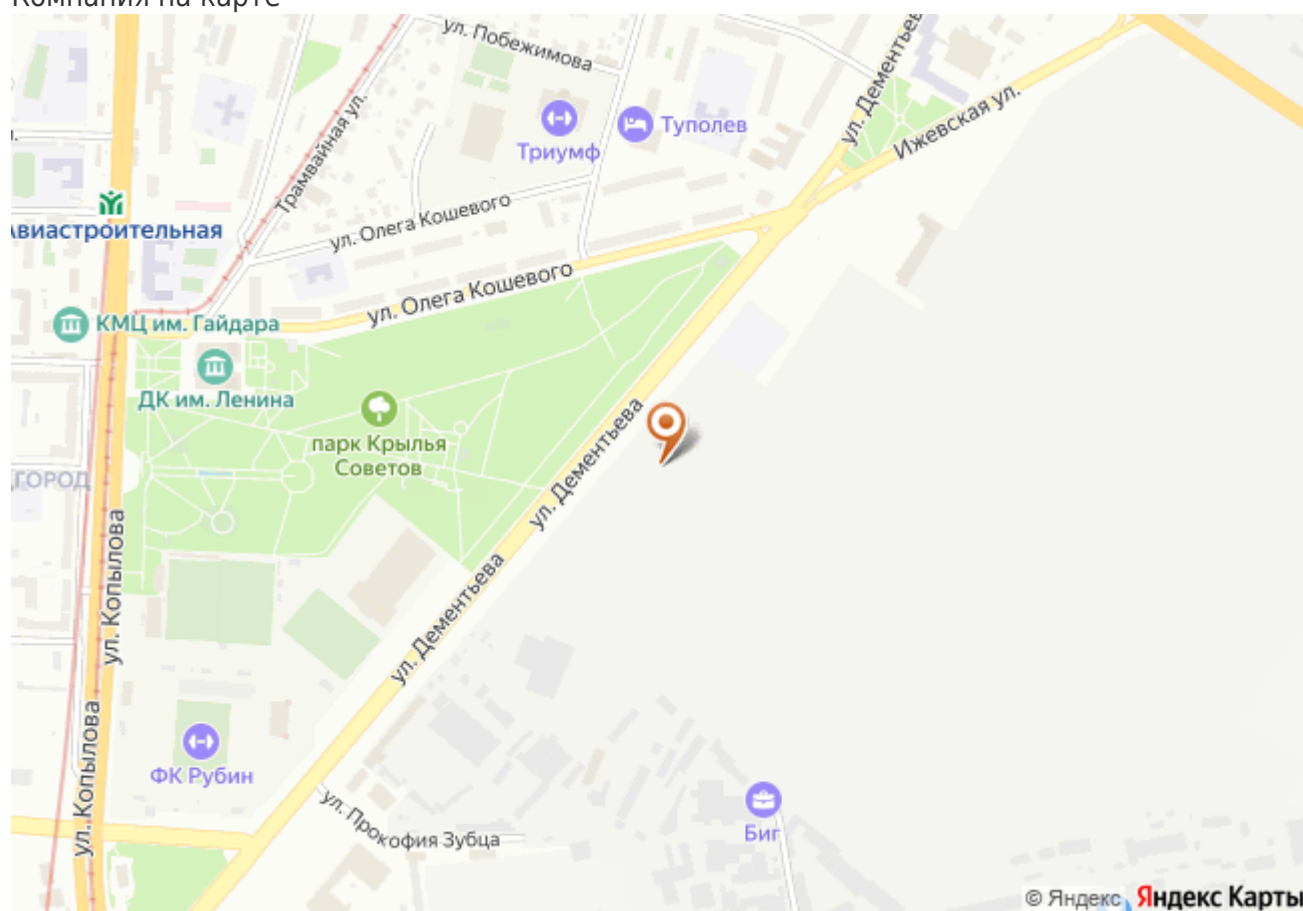 Компания на карте
ул. Побежимова
ул. Дементьева
Ижевская ул.
Трамвайная ул.
Триумф
Туполев
ул. Олега Кошевого
Авиастроительная
ул. Олега Кошевого
КМЦ им. Гайдара
ДК им. Ленина
парк Крылья
Советов
ул. Дементьева
ГОРОД
ул. Копылова
ул. Дементьева
ул. Копылова
ФК Рубин
ул. Прокофия Зубца
Биг
© Яндекс Яндекс Карты